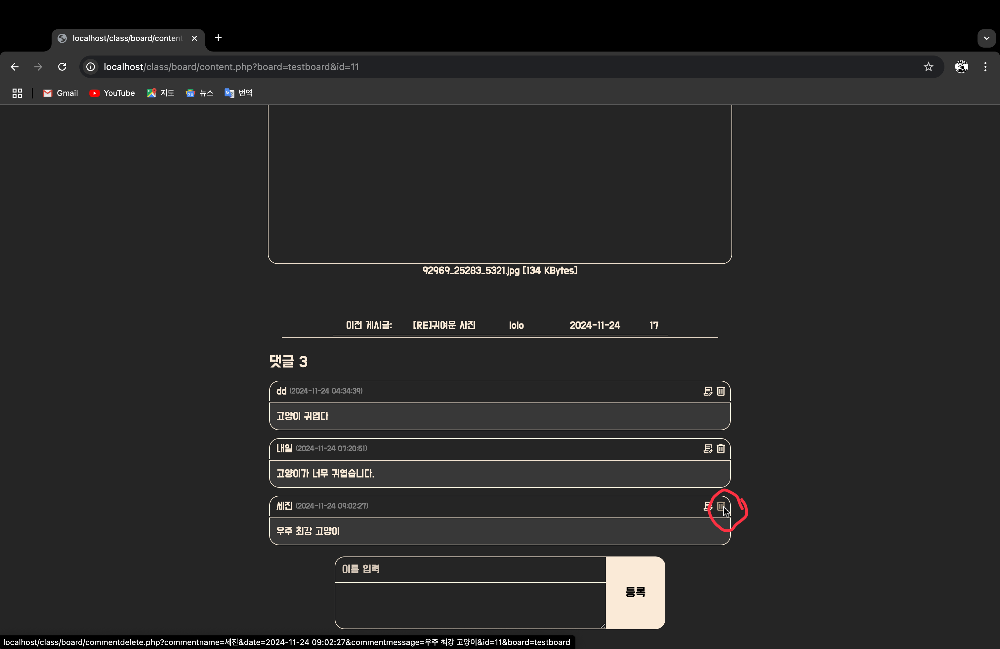 localhost/class/board/content
localhost/class/board/content.php?board=testboard&id=11
Gmail YouTube 지도 뉴스 번역
92969_25283_5321.jpg [134 KBytes]
이전 게시글: [RE]귀여운 사진 lolo 2024-11-24 17
댓글 3
dd (2024-11-24 04:34:39)
고양이 귀엽다
내일 (2024-11-24 07:20:51)
고양이가 너무 귀엽습니다.
세진 (2024-11-24 09:02:27)
우주 최강 고양이
이름 입력
등록
localhost/class/board/commentdelete.php?commentname=세진&date=2024-11-24 09:02:27&commentmessage=우주 최강 고양이&id=11&board=testboard